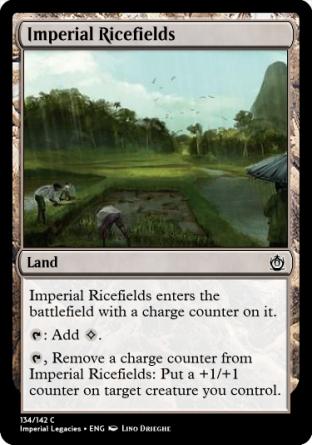 Imperial Ricefields
Land
Imperial Ricefields enters the
battlefield with a charge counter on it.
: Add .
, Remove a charge counter from
Imperial Ricefields: Put a +1/+1
counter on target creature you control.
134/142 C
Imperial Legacies • ENG Lino Drieghe